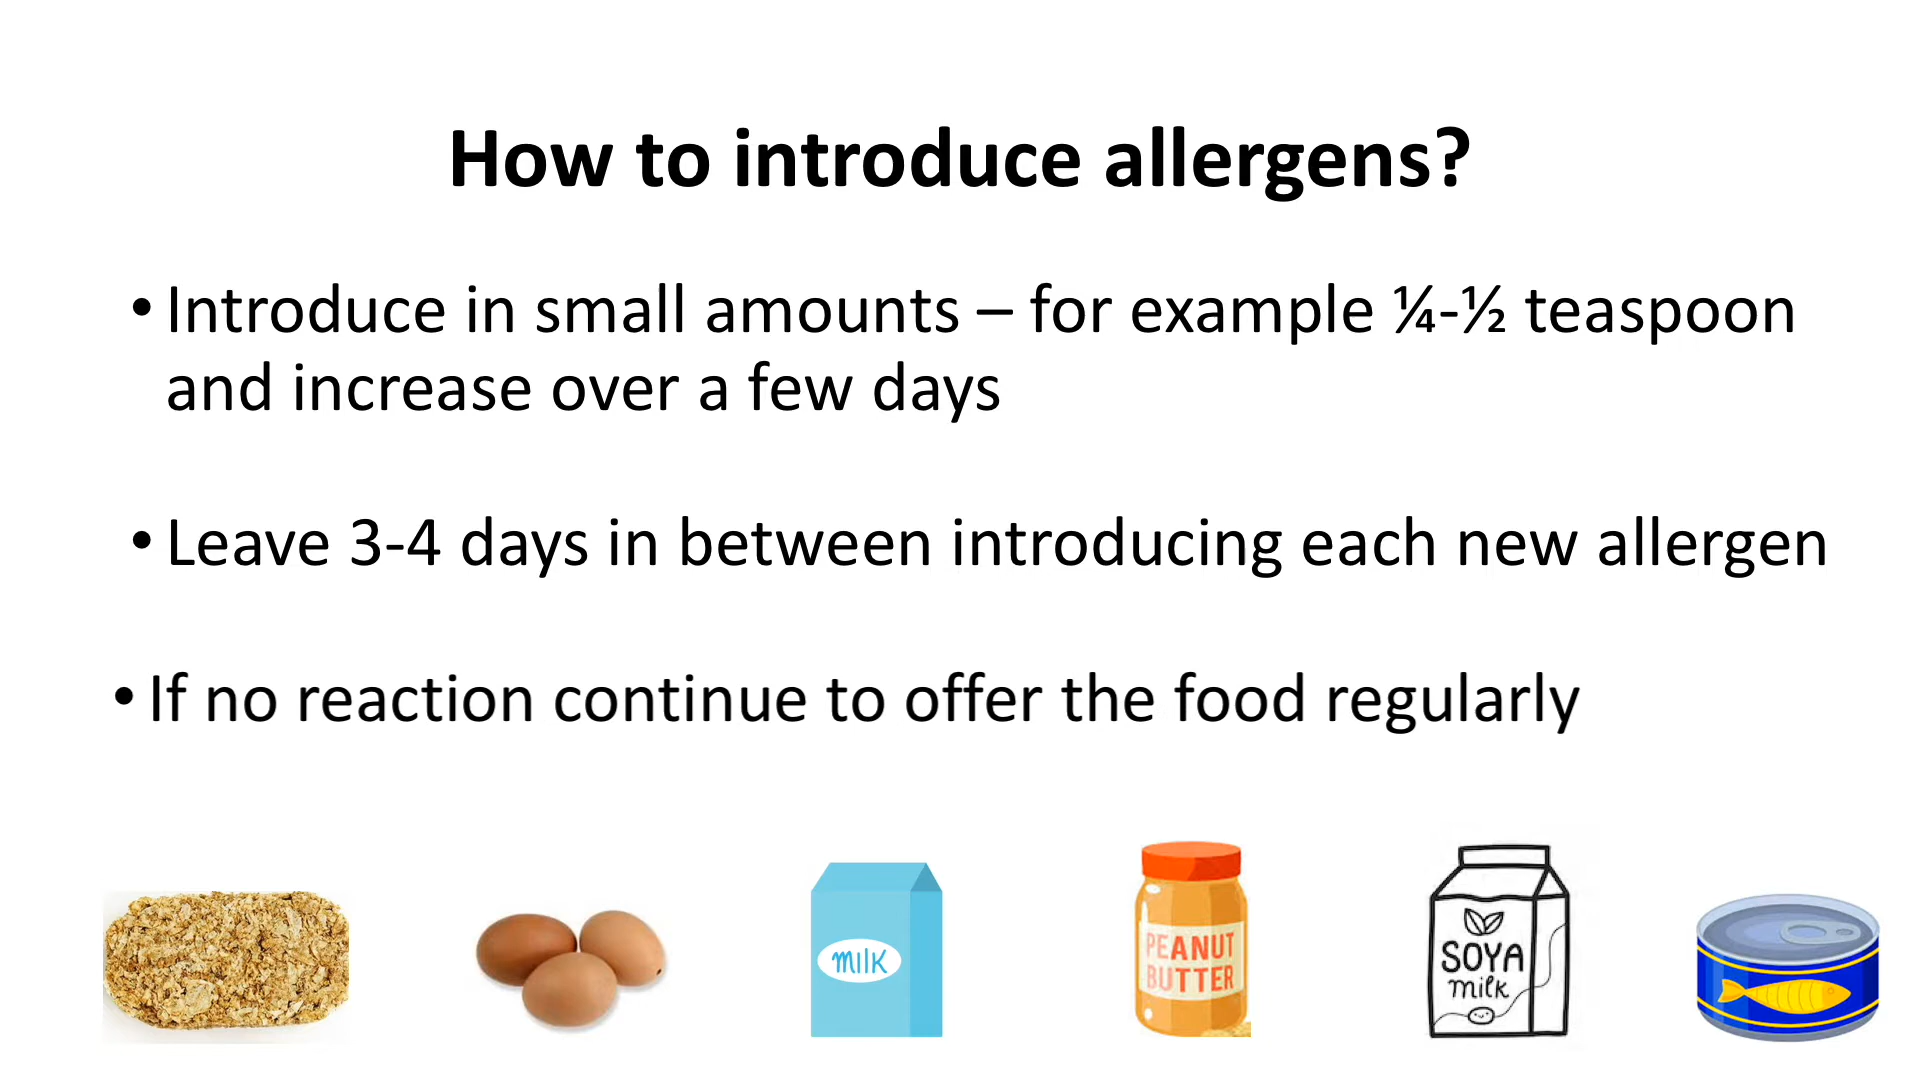 How to introduce allergens?
• Introduce in small amounts – for example ¼-½ teaspoon
and increase over a few days
• Leave 3-4 days in between introducing each new allergen
• If no reaction continue to offer the food regularly
MILK
PEANUT
BUTTER
SOYA
milk